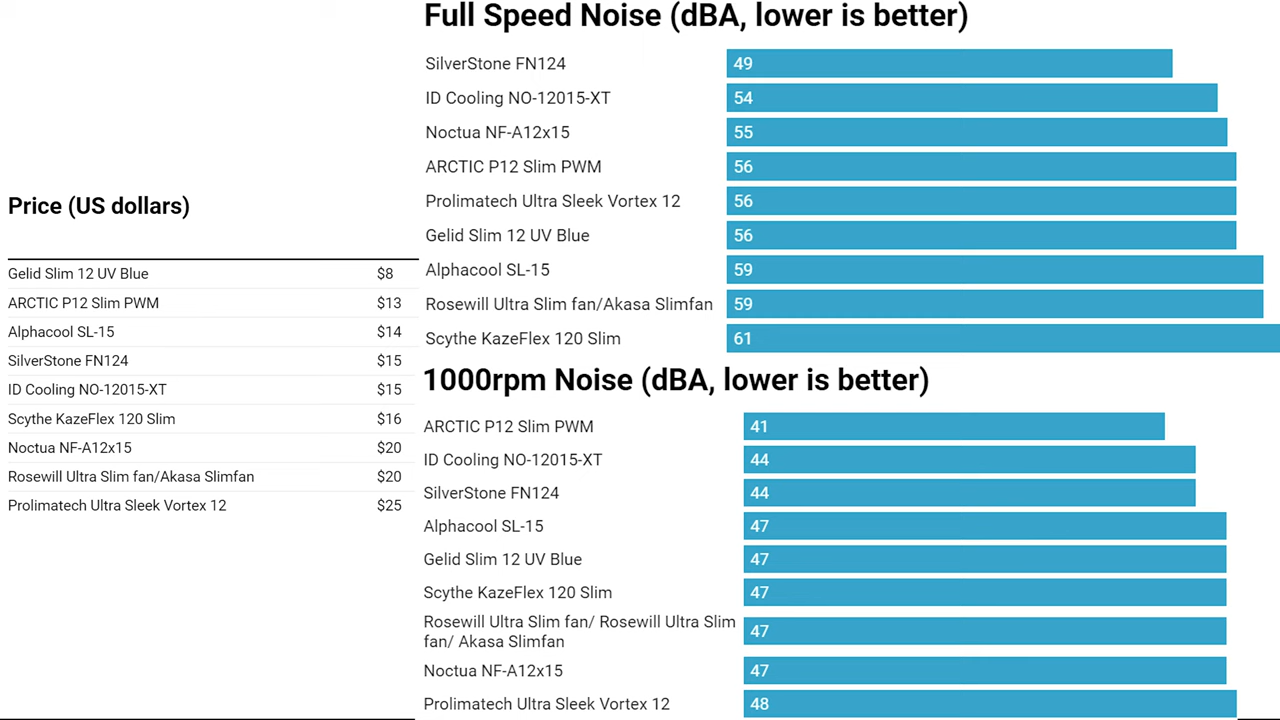 Price (US dollars)
Gelid Slim 12 UV Blue $8
ARCTIC P12 Slim PWM $13
Alphacool SL-15 $14
SilverStone FN124 $15
ID Cooling NO-12015-XT $15
Scythe KazeFlex 120 Slim $16
Noctua NF-A12x15 $20
Rosewill Ultra Slim fan/Akasa Slimfan $20
Prolimatech Ultra Sleek Vortex 12 $25
Full Speed Noise (dBA, lower is better)
SilverStone FN124 49
ID Cooling NO-12015-XT 54
Noctua NF-A12x15 55
ARCTIC P12 Slim PWM 56
Prolimatech Ultra Sleek Vortex 12 56
Gelid Slim 12 UV Blue 56
Alphacool SL-15 59
Rosewill Ultra Slim fan/Akasa Slimfan 59
Scythe KazeFlex 120 Slim 61
1000rpm Noise (dBA, lower is better)
ARCTIC P12 Slim PWM 41
ID Cooling NO-12015-XT 44
SilverStone FN124 44
Alphacool SL-15 47
Gelid Slim 12 UV Blue 47
Scythe KazeFlex 120 Slim 47
Rosewill Ultra Slim fan/ Rosewill Ultra Slim
fan/ Akasa Slimfan 47
Noctua NF-A12x15 47
Prolimatech Ultra Sleek Vortex 12 48